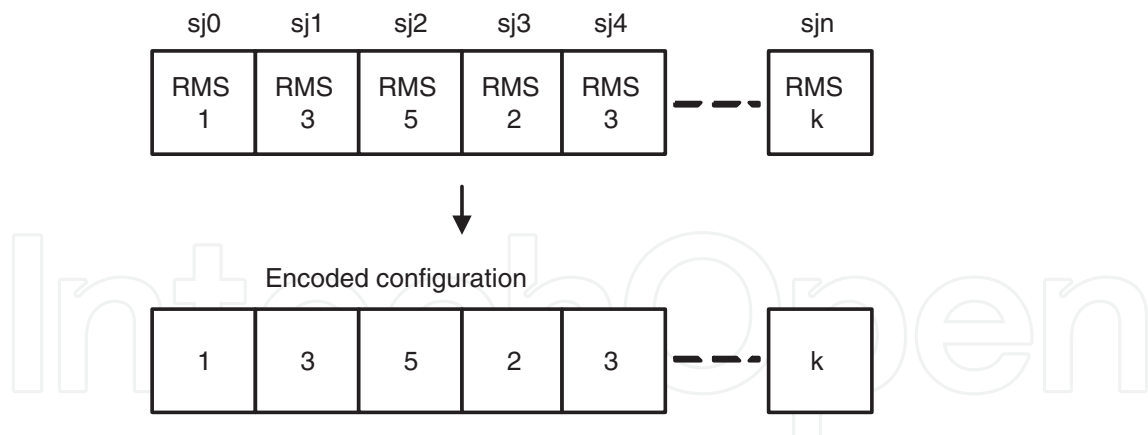 sj0 sj1 sj2 sj3 sj4 sjn
RMS RMS RMS RMS RMS RMS
1 3 5 2 3 k
Encoded configuration
1 3 5 2 3 k
IntechOpen